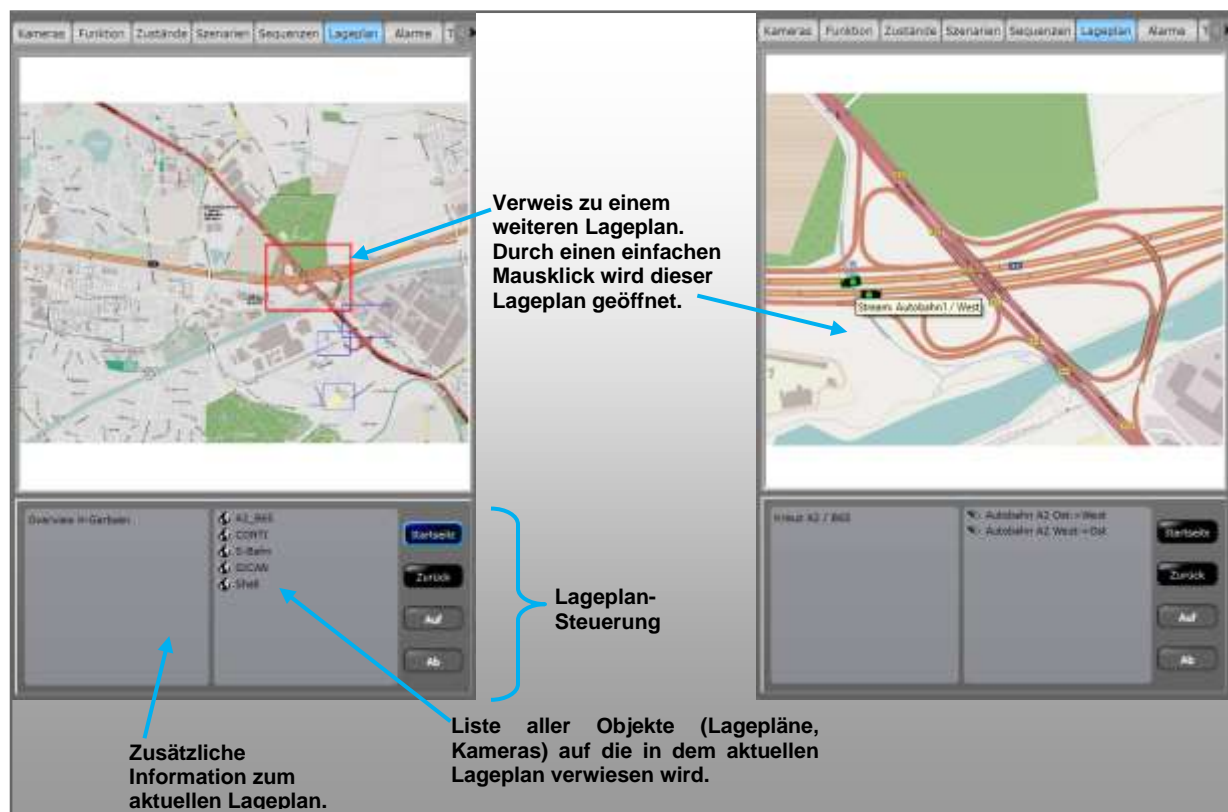 Kameras Funktion Zustände Szenarien Sequenzen Lageplan Alarme T
Kameras Funktion Zustände Szenarien Sequenzen Lageplan Alarme T
Verweis zu einem
weiteren Lageplan.
Durch einen einfachen
Mausklick wird dieser
Lageplan geöffnet.
Stream: Autobahn1 / West
Overview H-Garbsen
A2_B65
CONTI
S-Bahn
GICAN
Shell
Startseite
Zurück
Auf
Ab
Lageplan-
Steuerung
Kreuz A2 / B65
Autobahn A2 Ost->West
Autobahn A2 West->Ost
Startseite
Zurück
Auf
Ab
Zusätzliche
Information zum
aktuellen Lageplan.
Liste aller Objekte (Lagepläne,
Kameras) auf die in dem aktuellen
Lageplan verwiesen wird.